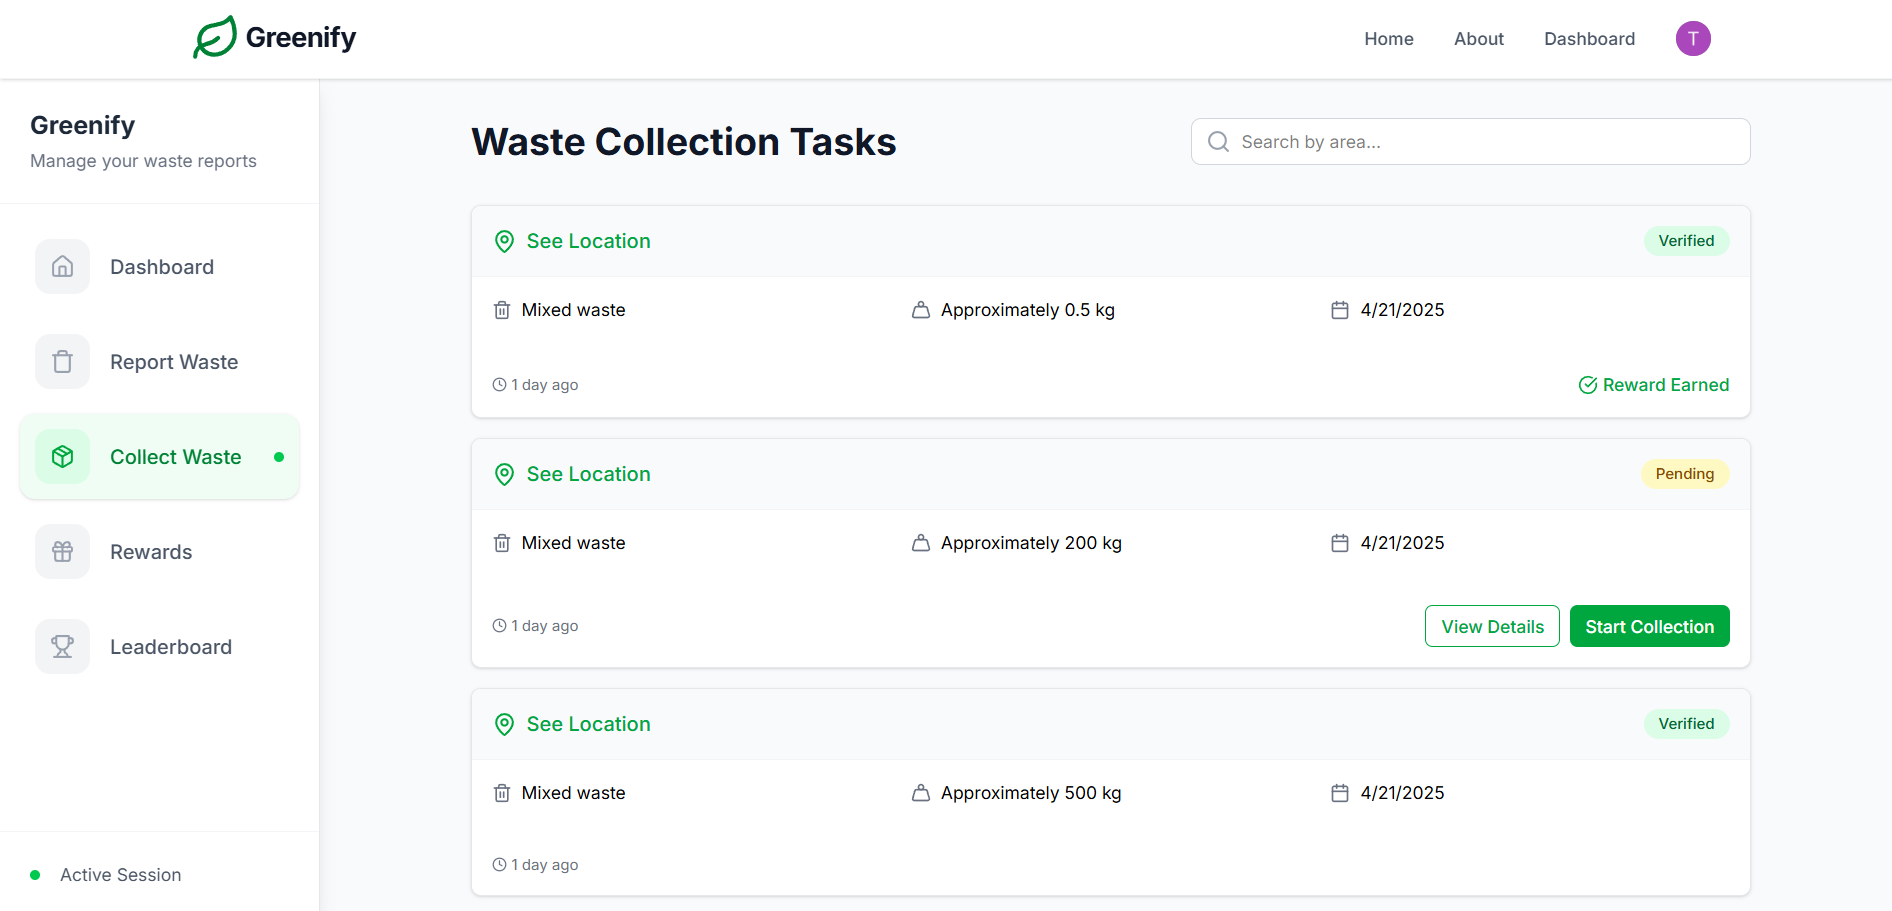 Greenify
Home
About
Dashboard
T
Greenify
Manage your waste reports
Dashboard
Report Waste
Collect Waste
Rewards
Leaderboard
Active Session
Waste Collection Tasks
Search by area...
See Location
Verified
Mixed waste
Approximately 0.5 kg
4/21/2025
1 day ago
Reward Earned
See Location
Pending
Mixed waste
Approximately 200 kg
4/21/2025
1 day ago
View Details
Start Collection
See Location
Verified
Mixed waste
Approximately 500 kg
4/21/2025
1 day ago